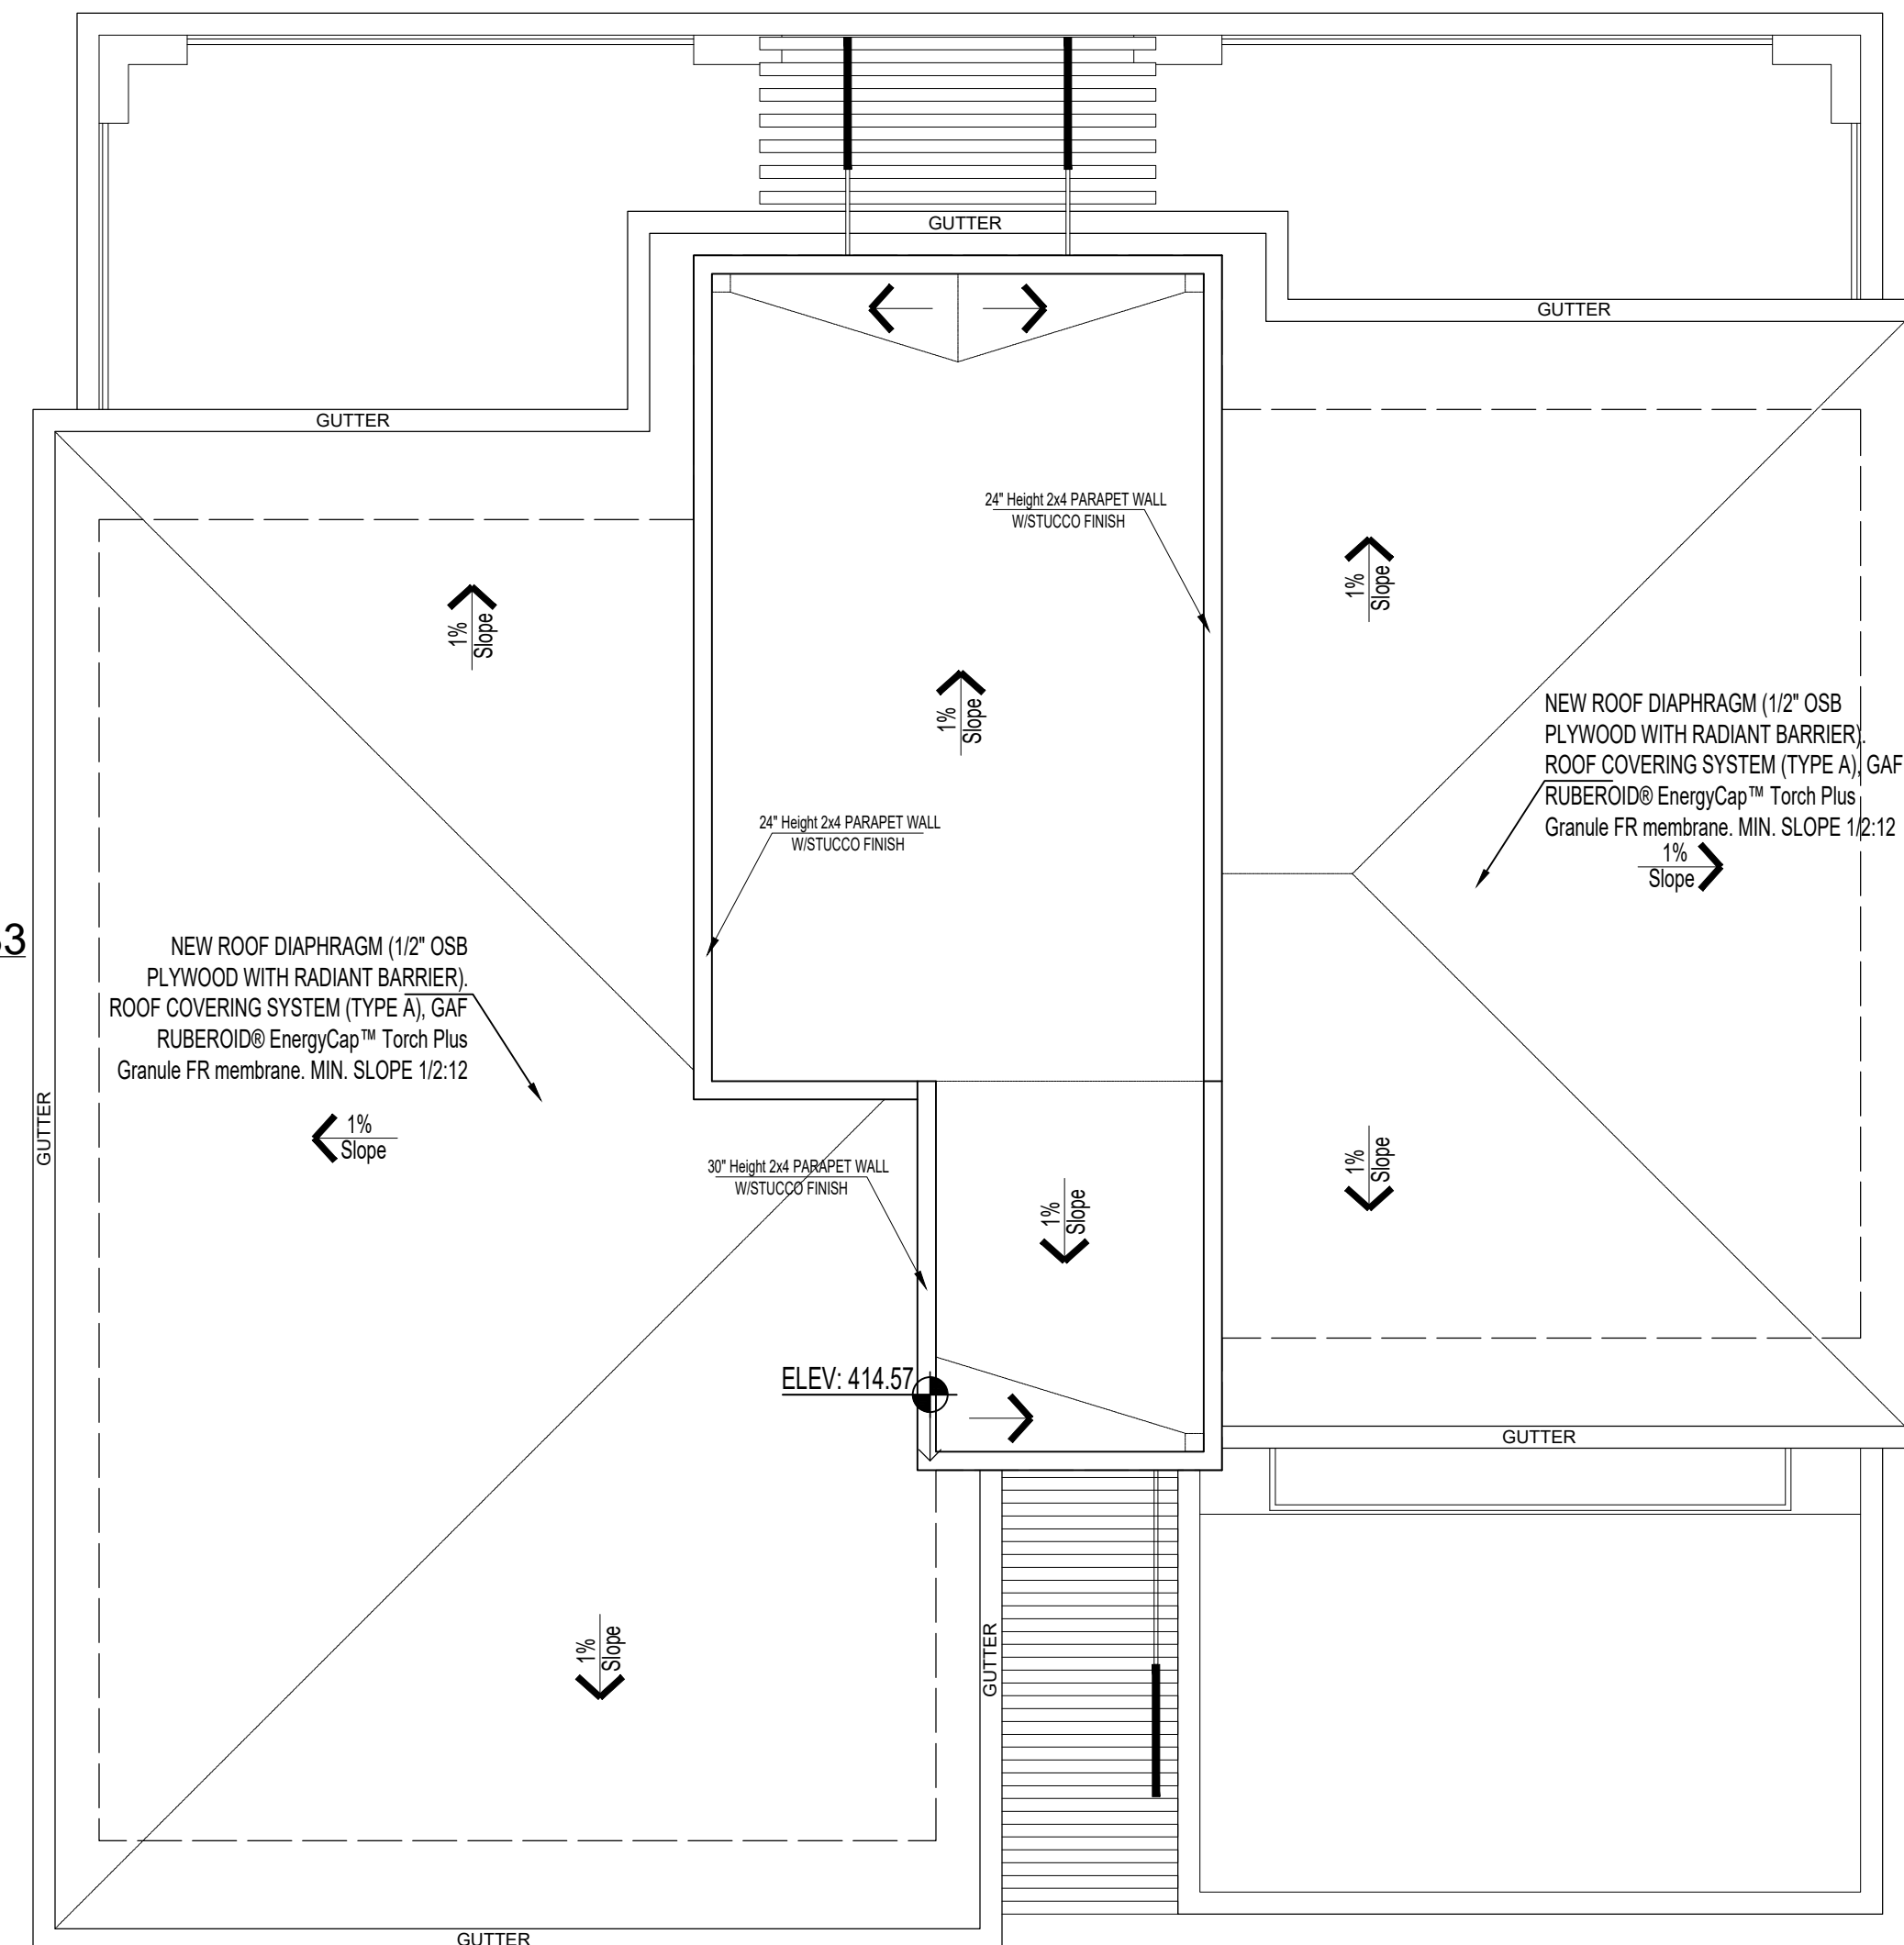 GUTTER
GUTTER
GUTTER
24" Height 2x4 PARAPET WALL
W/STUCCO FINISH
1%
Slope
1%
Slope
1%
Slope
NEW ROOF DIAPHRAGM (1/2" OSB
PLYWOOD WITH RADIANT BARRIER).
ROOF COVERING SYSTEM (TYPE A), GAF
RUBEROID® EnergyCap™ Torch Plus
Granule FR membrane. MIN. SLOPE 1/2:12
1%
Slope
24" Height 2x4 PARAPET WALL
W/STUCCO FINISH
NEW ROOF DIAPHRAGM (1/2" OSB
PLYWOOD WITH RADIANT BARRIER).
ROOF COVERING SYSTEM (TYPE A), GAF
RUBEROID® EnergyCap™ Torch Plus
Granule FR membrane. MIN. SLOPE 1/2:12
GUTTER
1%
Slope
30" Height 2x4 PARAPET WALL
W/STUCCO FINISH
1%
Slope
1%
Slope
ELEV: 414.57
GUTTER
1%
Slope
GUTTER
GUTTER